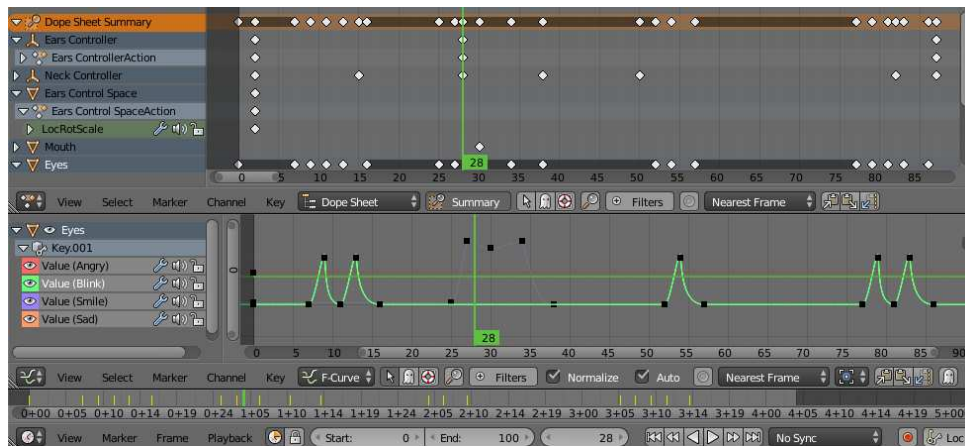 Dope Sheet Summary
Ears Controller
Ears ControllerAction
Neck Controller
Ears Control Space
Ears Control SpaceAction
LocRotScale
Mouth
Eyes
28
0 5 10 15 20 25 30 35 40 45 50 55 60 65 70 75 80 85
View Select Marker Channel Key Dope Sheet Summary Filters Nearest Frame
Eyes
Key.001
Value (Angry)
Value (Blink)
Value (Smile)
Value (Sad)
28
0 5 10 15 20 25 30 35 40 45 50 55 60 65 70 75 80 85 90
View Select Marker Channel Key F-Curve Filters Normalize Auto Nearest Frame
0+00 0+05 0+10 0+14 0+19 0+24 1+05 1+10 1+14 1+19 1+24 2+05 2+10 2+14 2+19 3+00 3+05 3+10 3+14 3+19 4+00 4+05 4+10 4+14 4+19 5+00
View Marker Frame Playback Start: 0 End: 100 28 No Sync Loc